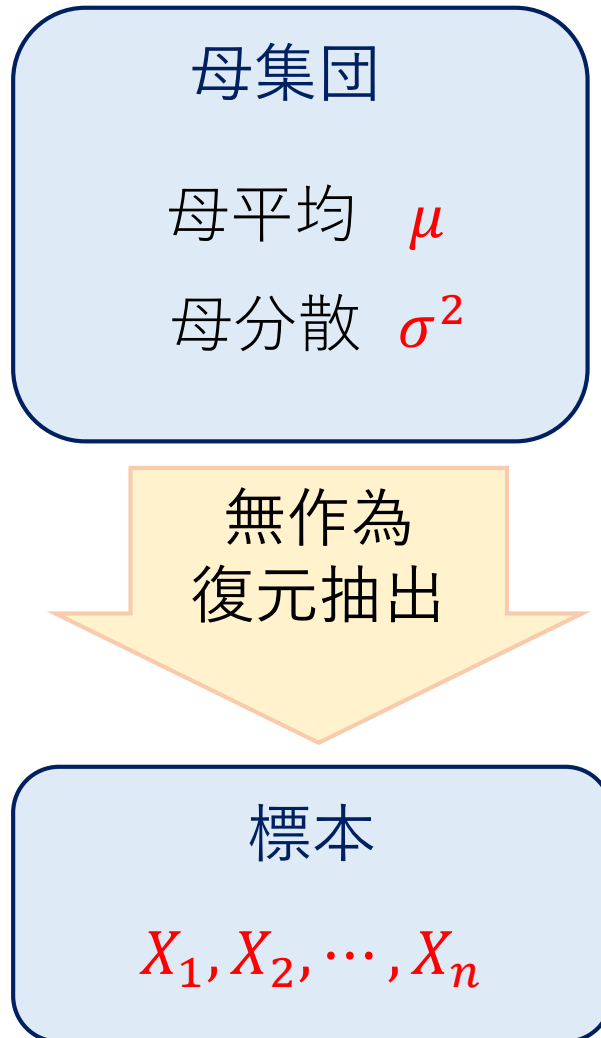 母集団
母平均 μ
母分散 σ²
無作為
復元抽出
標本
X₁, X₂, ⋯ , Xₙ